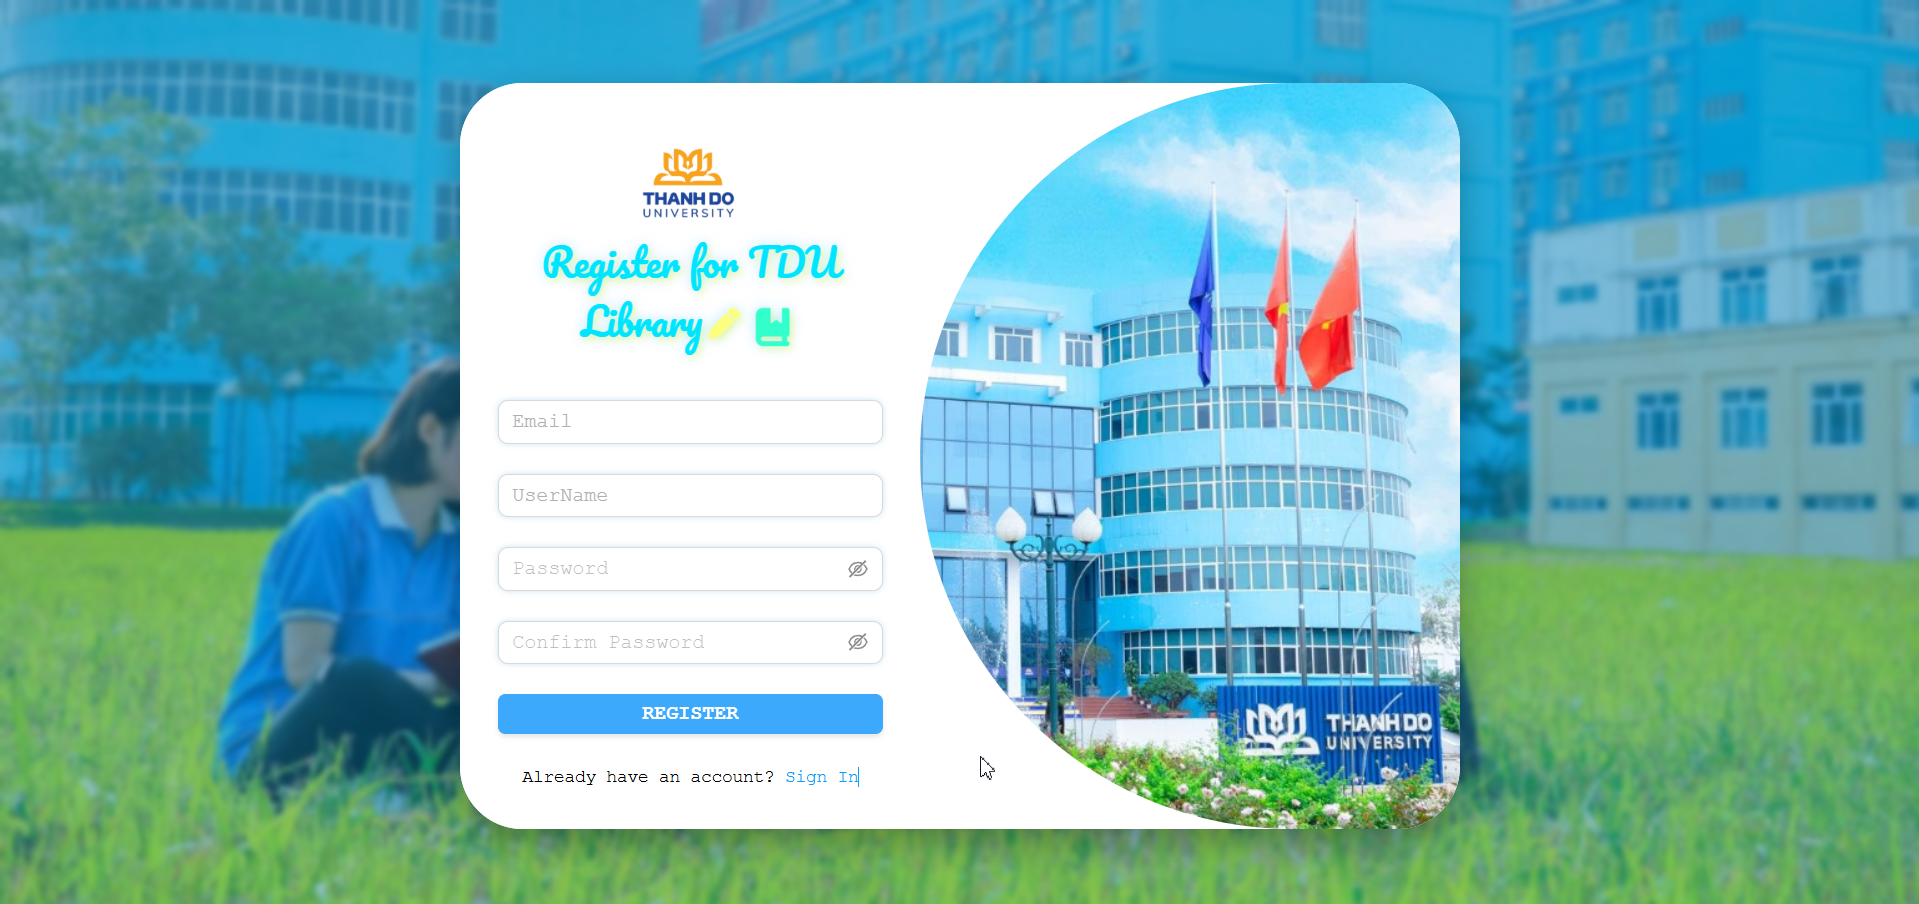 THANH DO
UNIVERSITY
Register for TDU
Library
Email
UserName
Password
Confirm Password
REGISTER
Already have an account? Sign In
THANH DO
UNIVERSITY